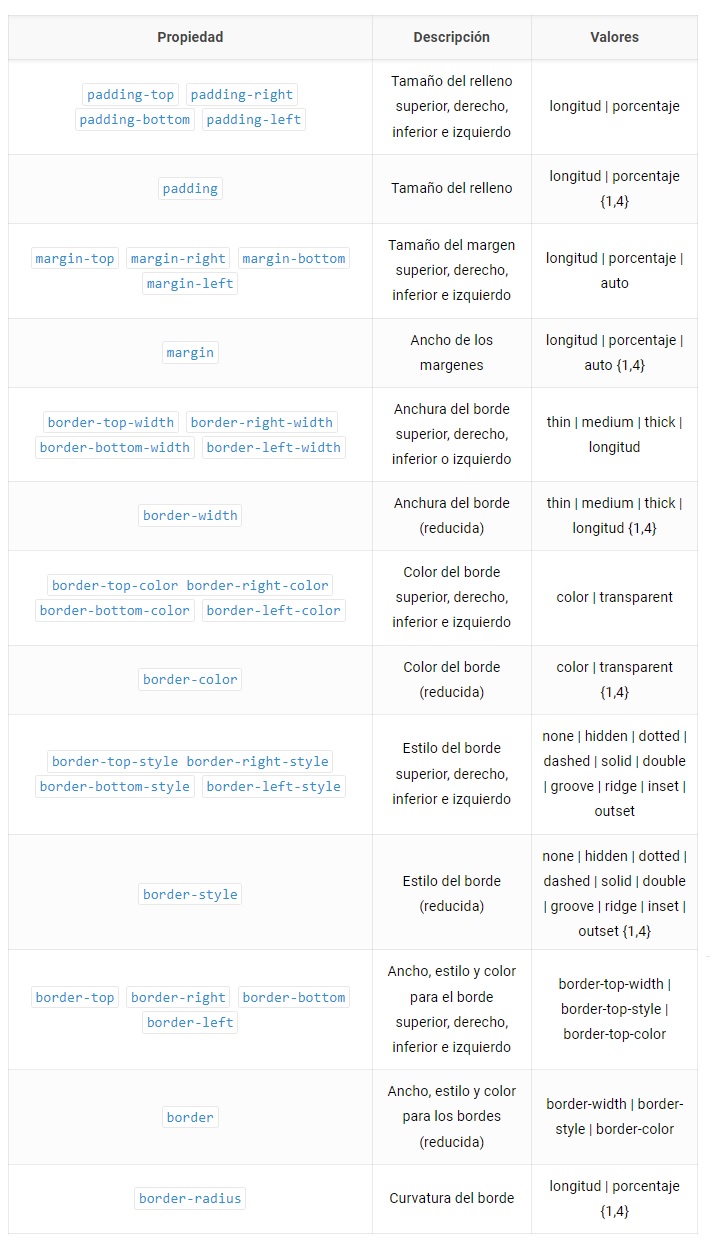 Propiedad Descripción Valores
padding-top padding-right
padding-bottom padding-left
Tamaño del relleno
superior, derecho,
inferior e izquierdo
longitud | porcentaje
padding
Tamaño del relleno
longitud | porcentaje
{1,4}
margin-top margin-right margin-bottom
margin-left
Tamaño del margen
superior, derecho,
inferior e izquierdo
longitud | porcentaje |
auto
margin
Ancho de los
margenes
longitud | porcentaje |
auto {1,4}
border-top-width border-right-width
border-bottom-width border-left-width
Anchura del borde
superior, derecho,
inferior o izquierdo
thin | medium | thick |
longitud
border-width
Anchura del borde
(reducida)
thin | medium | thick |
longitud {1,4}
border-top-color border-right-color
border-bottom-color border-left-color
Color del borde
superior, derecho,
inferior e izquierdo
color | transparent
border-color
Color del borde
(reducida)
color | transparent
{1,4}
border-top-style border-right-style
border-bottom-style border-left-style
Estilo del borde
superior, derecho,
inferior e izquierdo
none | hidden | dotted |
dashed | solid | double
| groove | ridge | inset |
outset
border-style
Estilo del borde
(reducida)
none | hidden | dotted |
dashed | solid | double
| groove | ridge | inset |
outset {1,4}
border-top border-right border-bottom
border-left
Ancho, estilo y color
para el borde
superior, derecho,
inferior e izquierdo
border-top-width |
border-top-style |
border-top-color
border
Ancho, estilo y color
para los bordes
(reducida)
border-width | border-
style | border-color
border-radius
Curvatura del borde
longitud | porcentaje
{1,4}